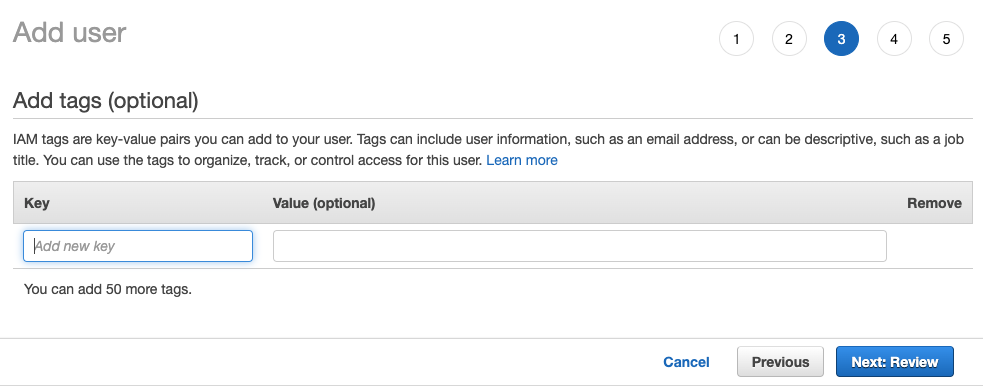 Add user
1 2 3 4 5
Add tags (optional)
IAM tags are key-value pairs you can add to your user. Tags can include user information, such as an email address, or can be descriptive, such as a job
title. You can use the tags to organize, track, or control access for this user. Learn more
Key Value (optional) Remove
Add new key
You can add 50 more tags.
Cancel Previous Next: Review